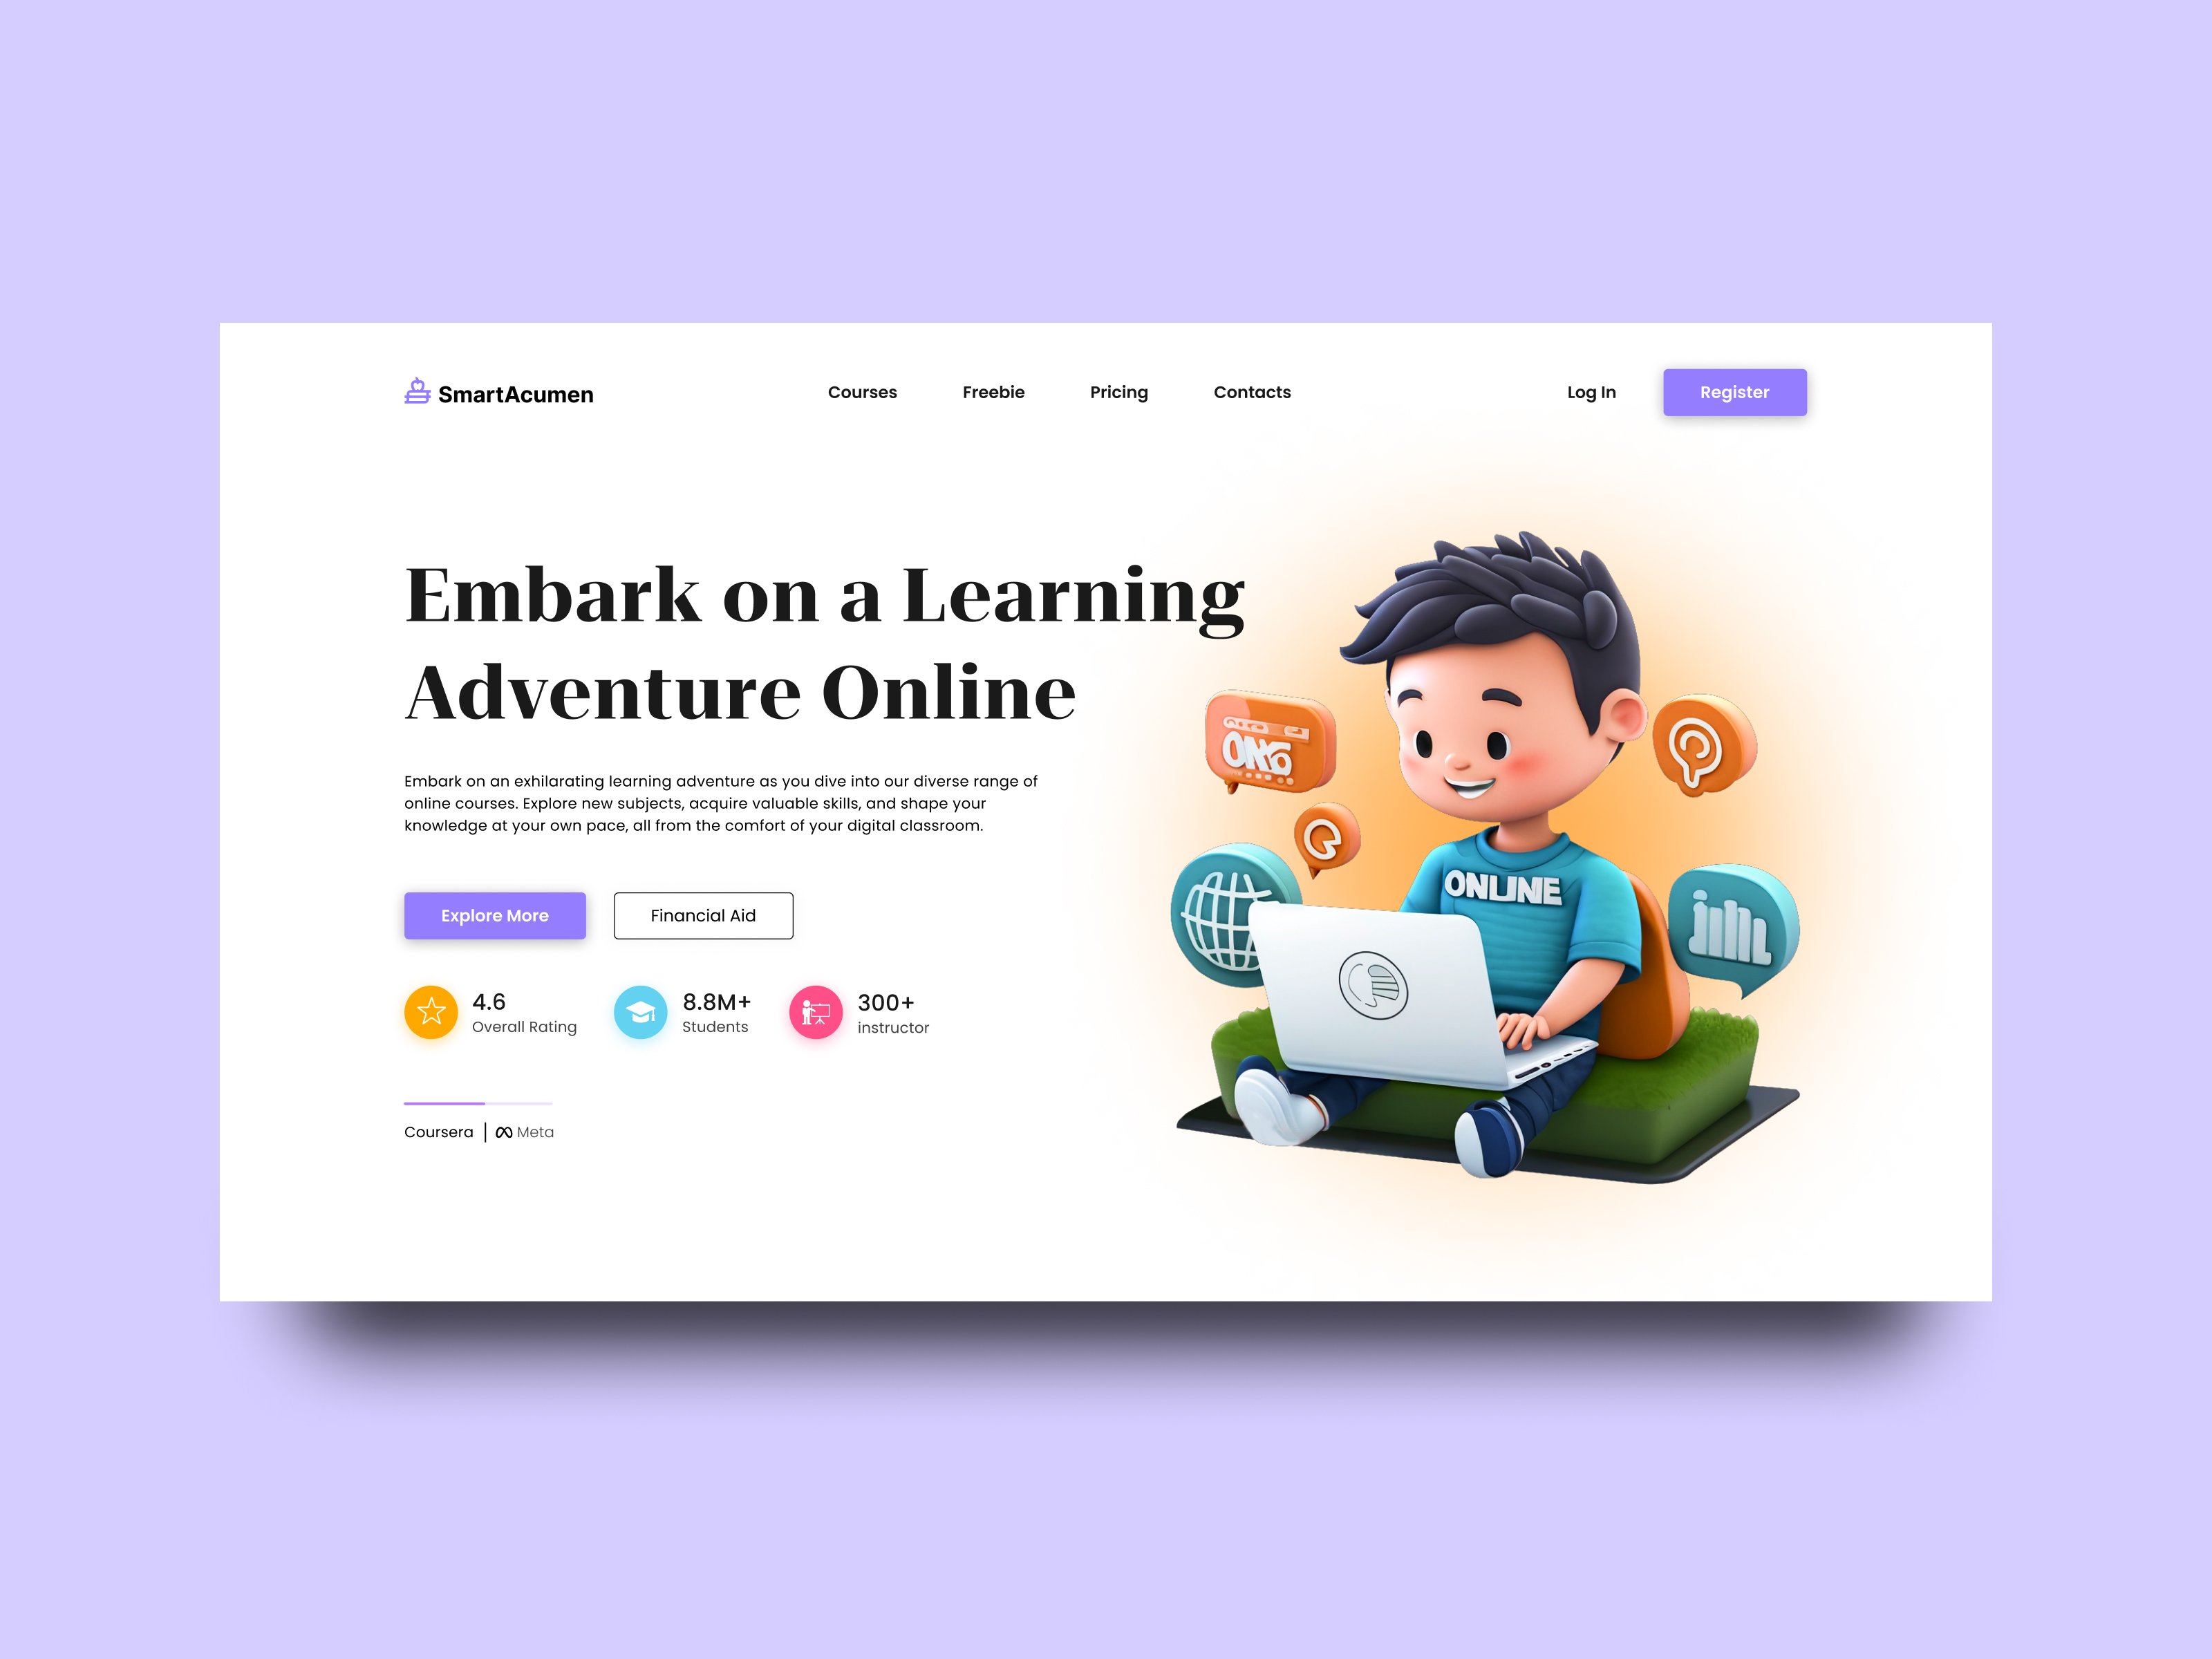 SmartAcumen
Courses
Freebie
Pricing
Contacts
Log In
Register
Embark on a Learning
Adventure Online
Embark on an exhilarating learning adventure as you dive into our diverse range of
online courses. Explore new subjects, acquire valuable skills, and shape your
knowledge at your own pace, all from the comfort of your digital classroom.
Explore More
Financial Aid
4.6
Overall Rating
8.8M+
Students
300+
instructor
Coursera
Meta
ONLINE